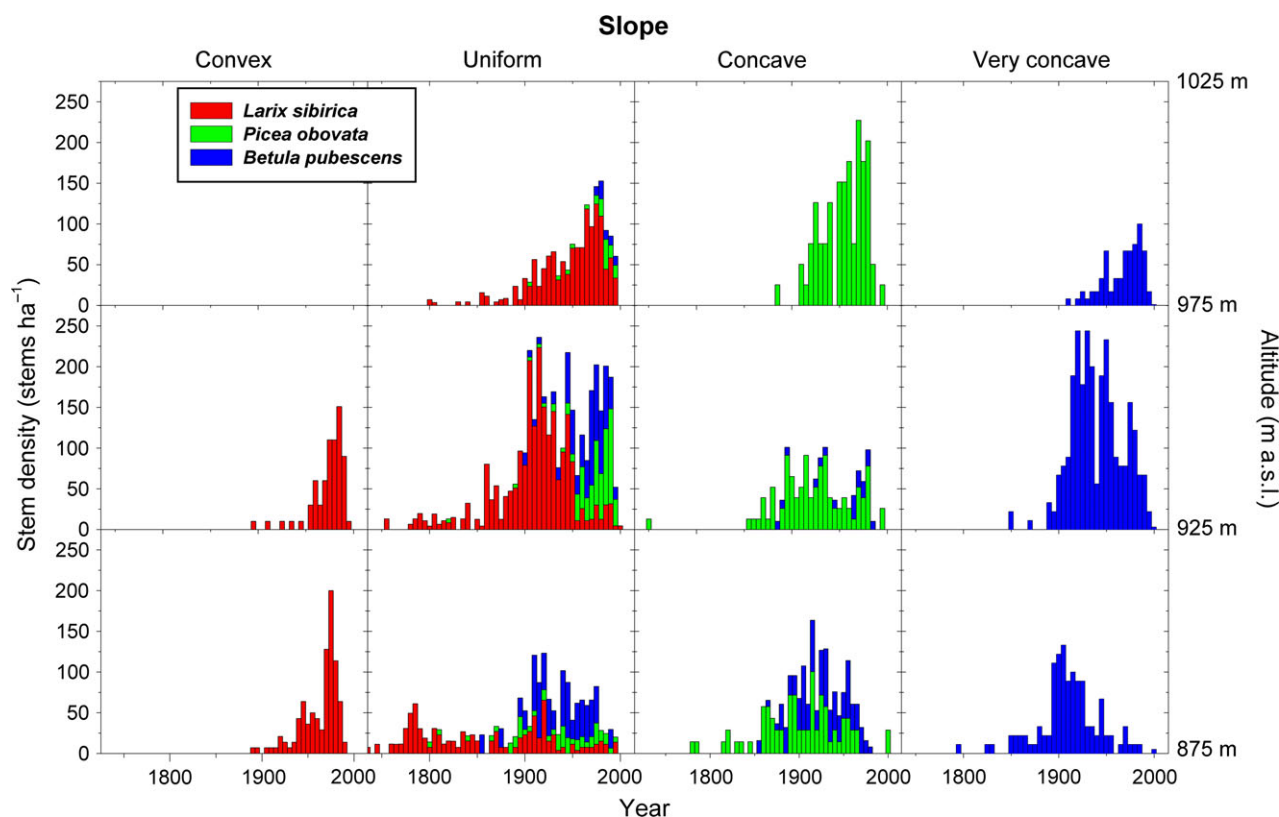 Slope
Convex Uniform Concave Very concave
1025 m
Larix sibirica
Picea obovata
Betula pubescens
250
200
150
100
50
0
975 m
250
200
150
100
50
0
925 m
250
200
150
100
50
0
875 m
Stem density (stems ha⁻¹)
Altitude (m a.s.l.)
1800 1900 2000 1800 1900 2000 1800 1900 2000 1800 1900 2000
Year